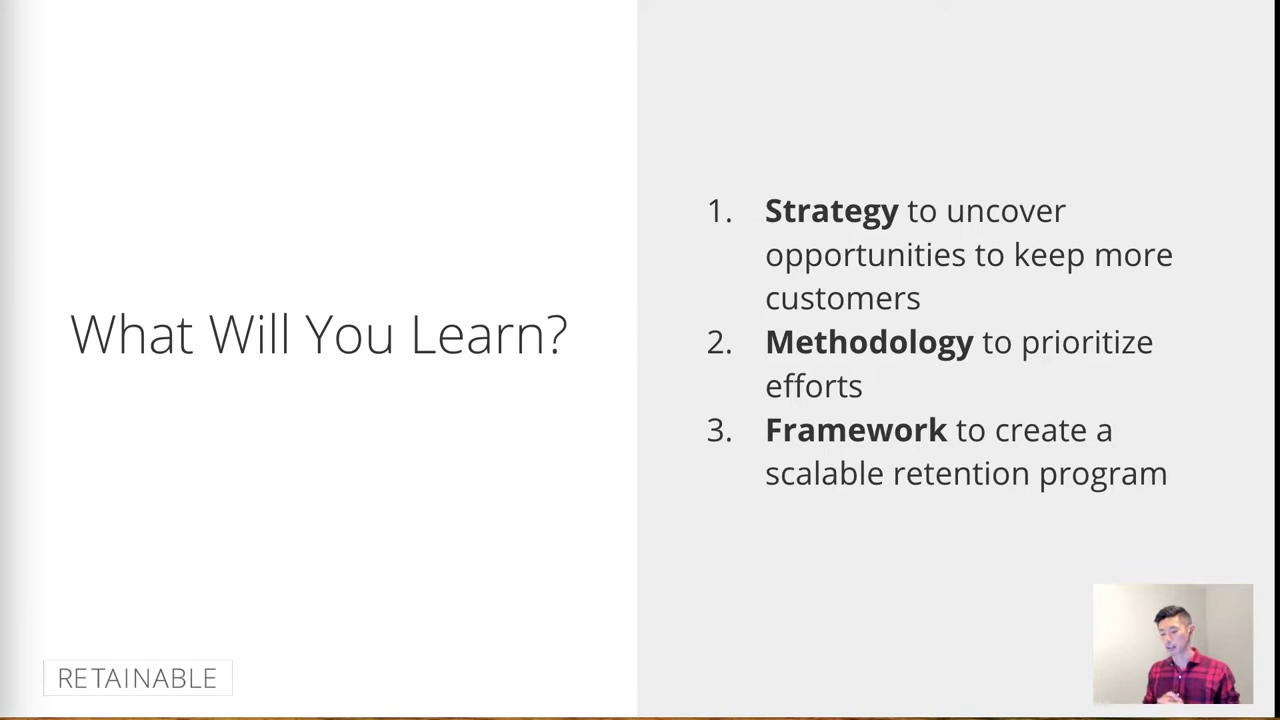 What Will You Learn?
1. Strategy to uncover
opportunities to keep more
customers
2. Methodology to prioritize
efforts
3. Framework to create a
scalable retention program
RETAINABLE